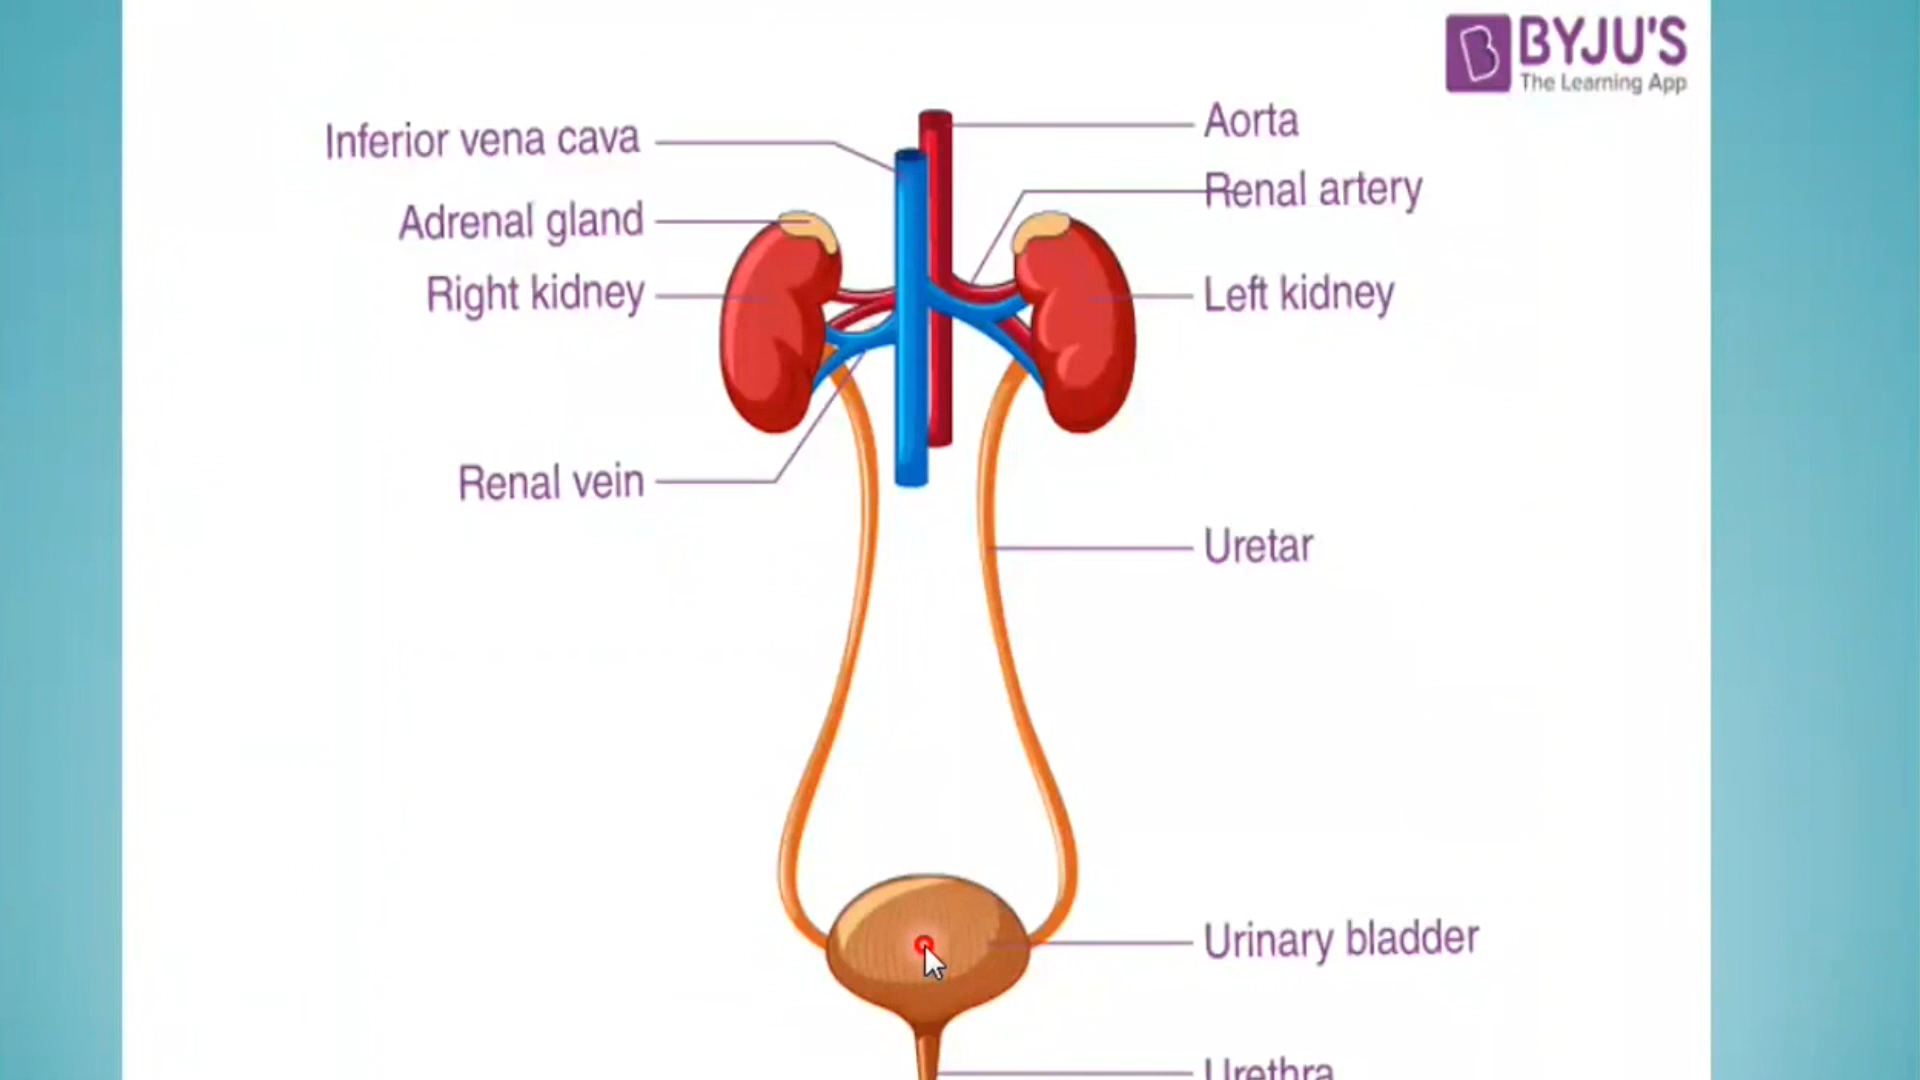 BYJU'S
The Learning App
Inferior vena cava
Aorta
Renal artery
Adrenal gland
Right kidney
Left kidney
Renal vein
Uretar
Urinary bladder
Urethra